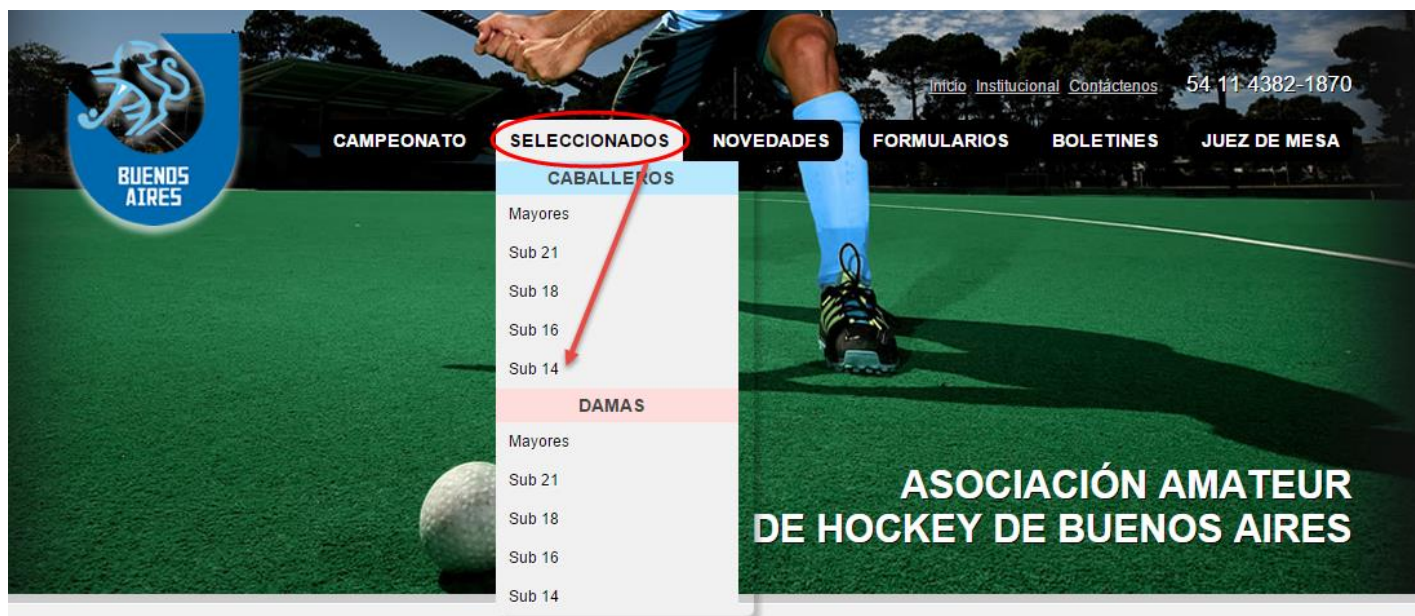 Inicio Institucional Contáctenos 54 11 4382-1870
CAMPEONATO SELECCIONADOS NOVEDADES FORMULARIOS BOLETINES JUEZ DE MESA
BUENOS
AIRES
CABALLEROS
Mayores
Sub 21
Sub 18
Sub 16
Sub 14
DAMAS
Mayores
Sub 21
Sub 18
Sub 16
Sub 14
ASOCIACIÓN AMATEUR
DE HOCKEY DE BUENOS AIRES